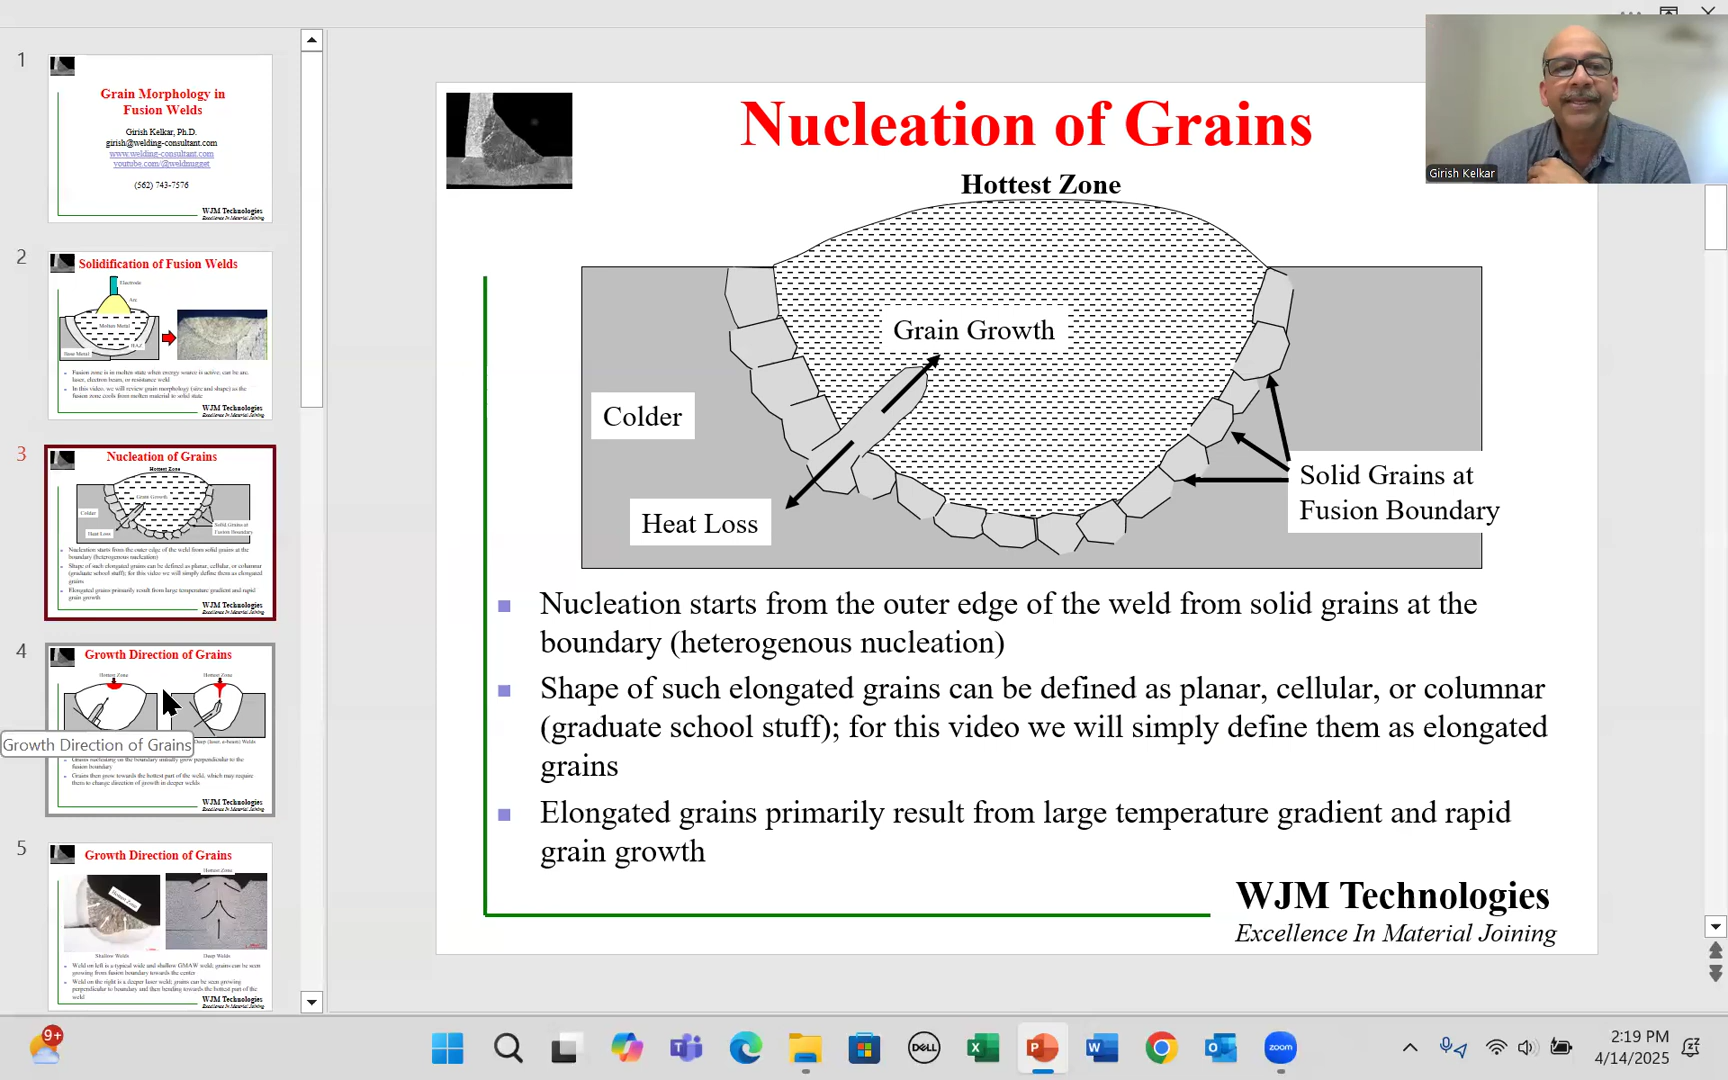 1
Grain Morphology in
Fusion Welds
Girish Kelkar, Ph.D.
girish@welding-consultant.com
www.welding-consultant.com
youtube.com/@weldnugget
(562) 743-7576
WJM Technologies
Excellence In Material Joining
2
Solidification of Fusion Welds
Electrode
Arc
Molten Metal
HAZ
Base Metal
Fusion zone is in molten state when energy source is active, can be arc,
laser, electron beam, or resistance weld
In this video, we will review grain morphology (size and shape) as the
fusion zone cools from molten material to solid state
WJM Technologies
Excellence In Material Joining
3
Nucleation of Grains
Hottest Zone
Grain Growth
Colder
Heat Loss
Solid Grains at
Fusion Boundary
Nucleation starts from the outer edge of the weld from solid grains at the
boundary (heterogenous nucleation)
Shape of such elongated grains can be defined as planar, cellular, or columnar
(graduate school stuff); for this video we will simply define them as elongated
grains
Elongated grains primarily result from large temperature gradient and rapid
grain growth
WJM Technologies
Excellence In Material Joining
4
Growth Direction of Grains
Hottest Zone
Hottest Zone
Growth Direction of Grains
Deep (laser, e-beam) Welds
Grains nucleating on the boundary initially grow perpendicular to the
fusion boundary
Grains then grow towards the hottest part of the weld, which may require
them to change direction of growth in deeper welds
WJM Technologies
Excellence In Material Joining
5
Growth Direction of Grains
Hottest Zone
Hottest Zone
Shallow Welds
Deep Welds
Weld on left is a typical wide and shallow GMAW weld; grains can be seen
growing from fusion boundary towards the center
Weld on the right is a deeper laser weld; grains can be seen growing
perpendicular to boundary and then bending towards the hottest part of the
weld
WJM Technologies
Excellence In Material Joining
Nucleation of Grains
Hottest Zone
Grain Growth
Colder
Heat Loss
Solid Grains at
Fusion Boundary
Nucleation starts from the outer edge of the weld from solid grains at the
boundary (heterogenous nucleation)
Shape of such elongated grains can be defined as planar, cellular, or columnar
(graduate school stuff); for this video we will simply define them as elongated
grains
Elongated grains primarily result from large temperature gradient and rapid
grain growth
WJM Technologies
Excellence In Material Joining
Girish Kelkar
9+
DELL
zoom
2:19 PM
4/14/2025